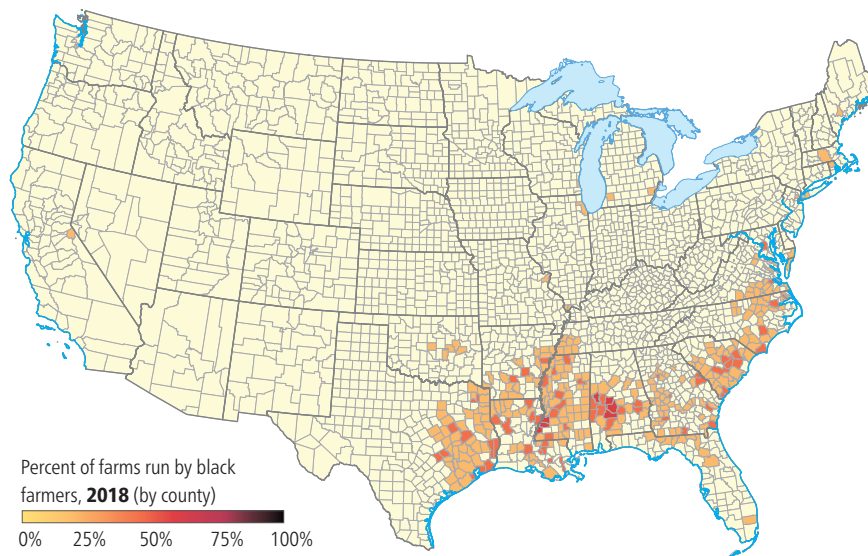 Percent of farms run by black
farmers, 2018 (by county)
0% 25% 50% 75% 100%